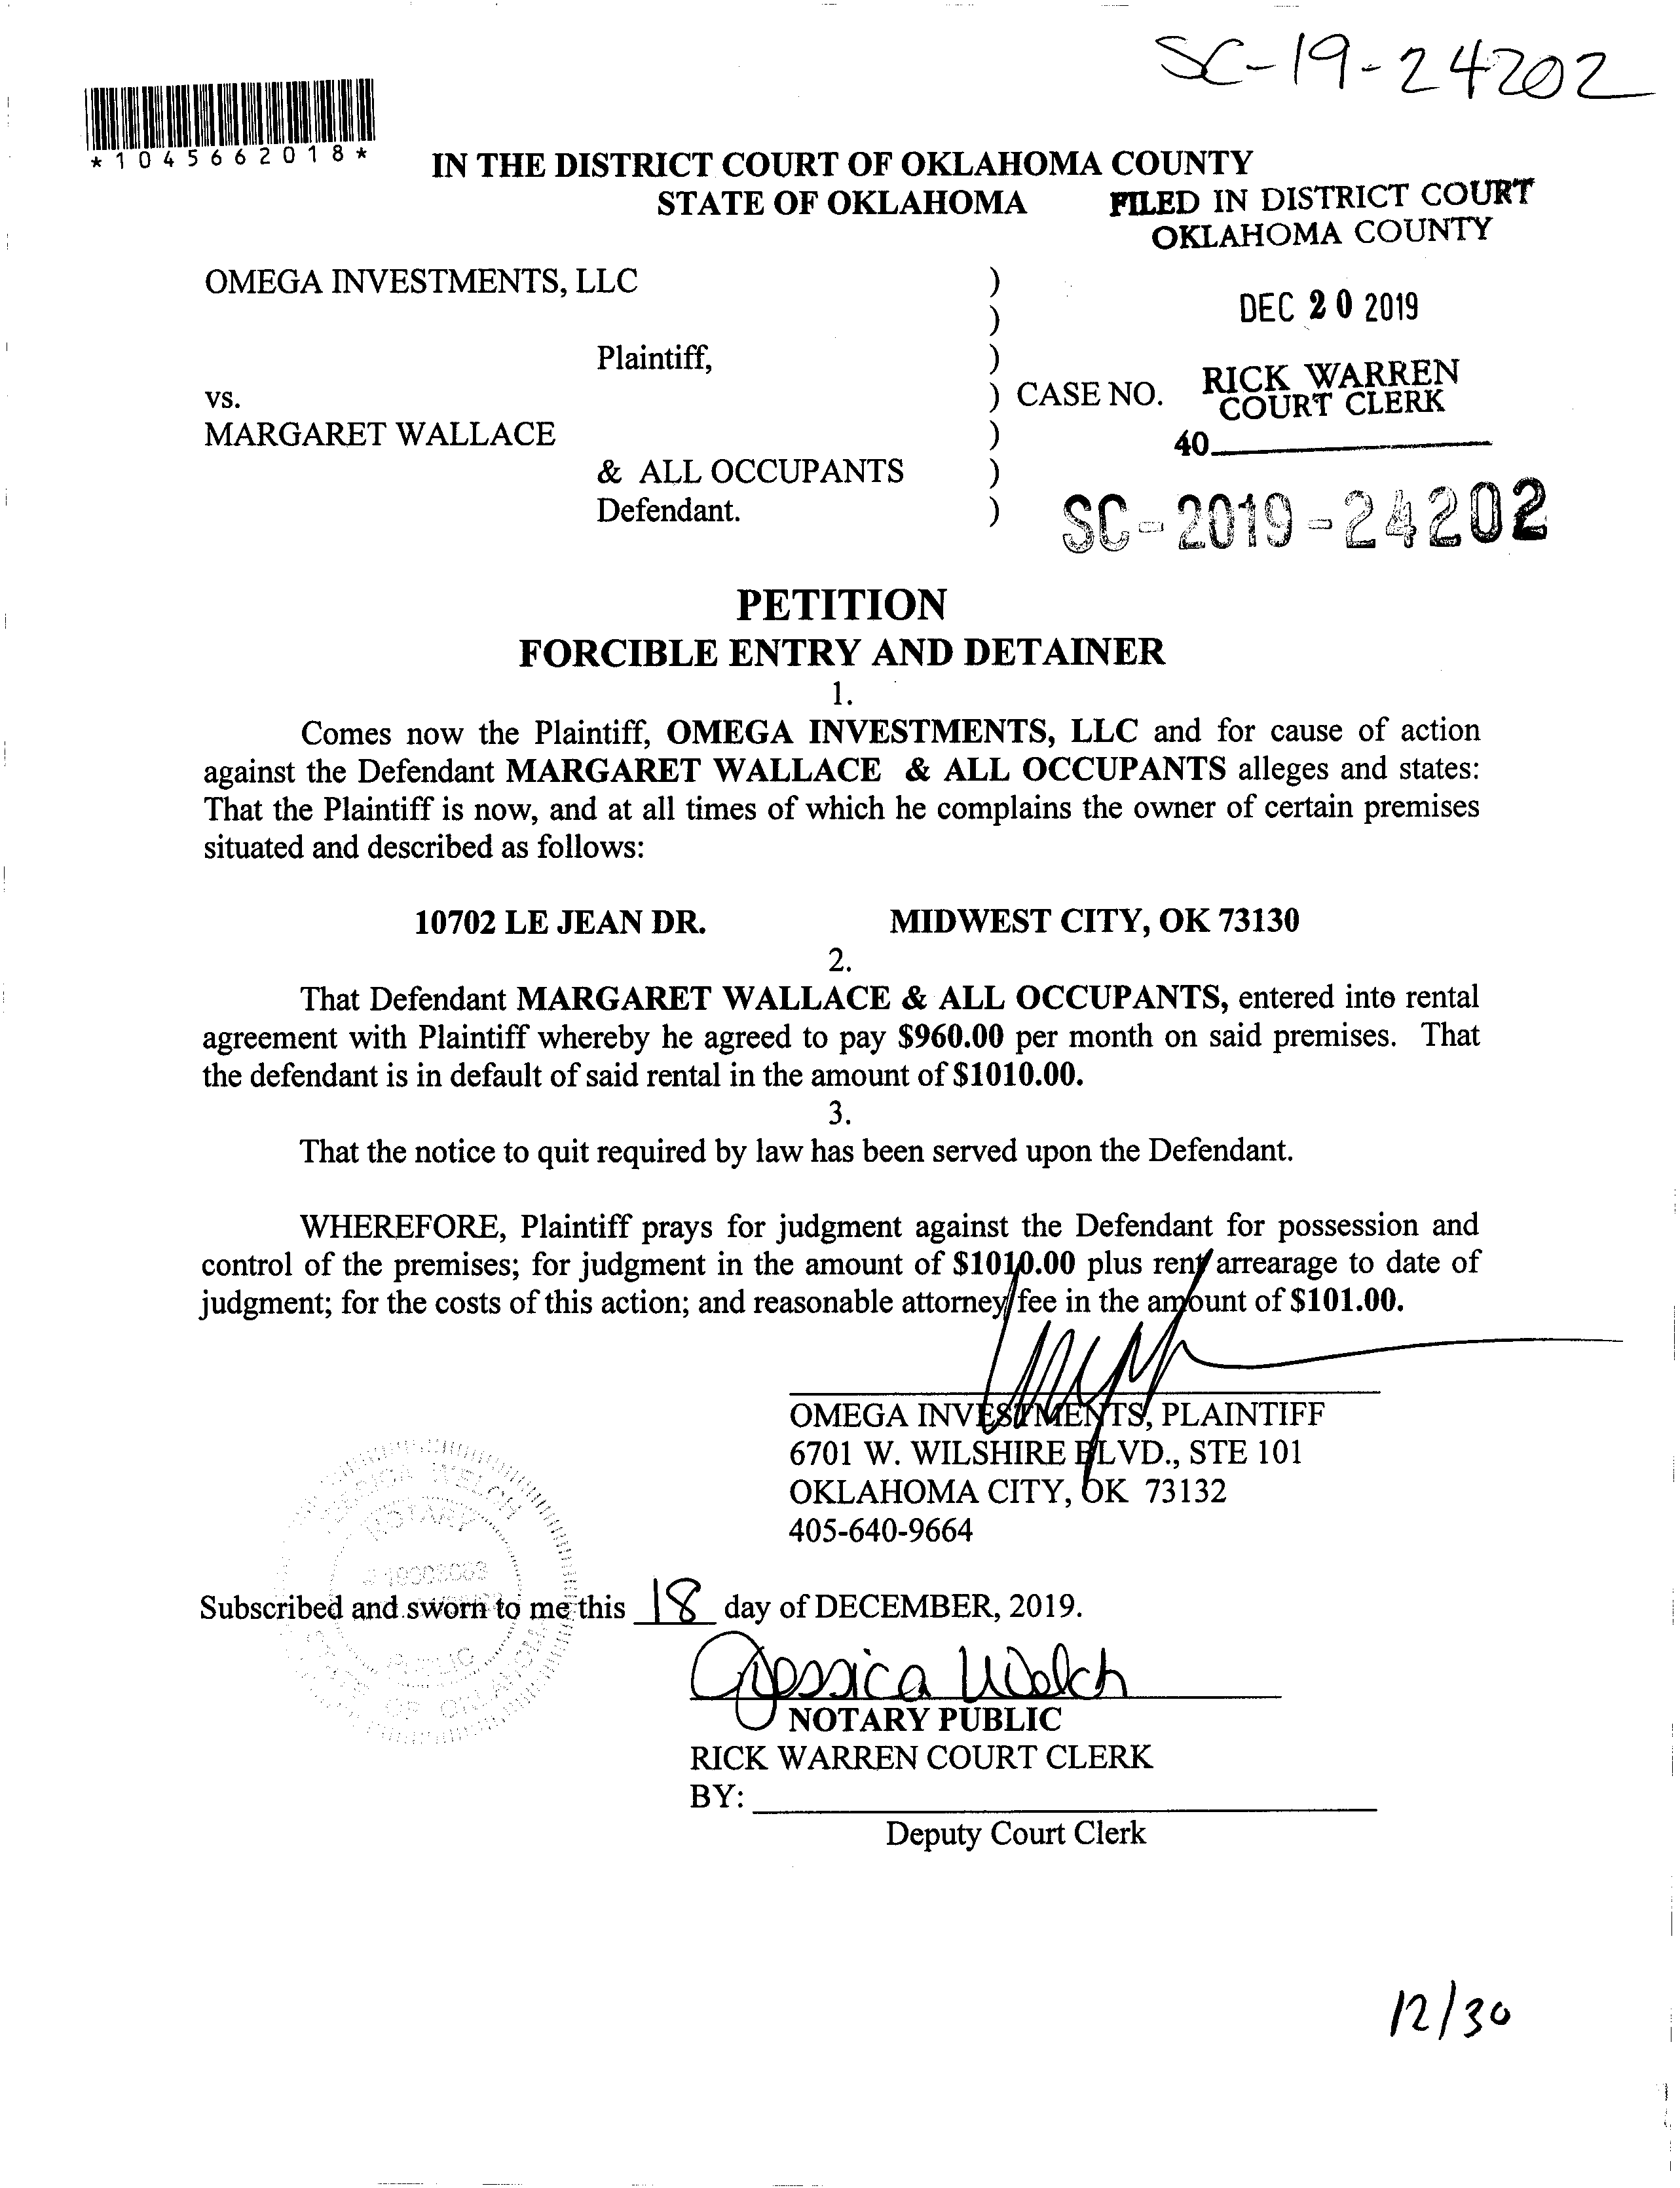 SC-19-24202
*1045662018*
IN THE DISTRICT COURT OF OKLAHOMA COUNTY
STATE OF OKLAHOMA
FILED IN DISTRICT COURT
OKLAHOMA COUNTY
OMEGA INVESTMENTS, LLC )
)
DEC 20 2019
Plaintiff, )
vs. ) CASE NO.
RICK WARREN
COURT CLERK
MARGARET WALLACE )
40
& ALL OCCUPANTS )
Defendant. )
SC-2019-24202
PETITION
FORCIBLE ENTRY AND DETAINER
1.
Comes now the Plaintiff, OMEGA INVESTMENTS, LLC and for cause of action
against the Defendant MARGARET WALLACE & ALL OCCUPANTS alleges and states:
That the Plaintiff is now, and at all times of which he complains the owner of certain premises
situated and described as follows:
10702 LE JEAN DR. MIDWEST CITY, OK 73130
2.
That Defendant MARGARET WALLACE & ALL OCCUPANTS, entered into rental
agreement with Plaintiff whereby he agreed to pay $960.00 per month on said premises. That
the defendant is in default of said rental in the amount of $1010.00.
3.
That the notice to quit required by law has been served upon the Defendant.
WHEREFORE, Plaintiff prays for judgment against the Defendant for possession and
control of the premises; for judgment in the amount of $1010.00 plus rent arrearage to date of
judgment; for the costs of this action; and reasonable attorney fee in the amount of $101.00.
OMEGA INVESTMENTS, PLAINTIFF
6701 W. WILSHIRE BLVD., STE 101
OKLAHOMA CITY, OK 73132
405-640-9664
JESSICA WELCH
NOTARY
PUBLIC
STATE OF OKLAHOMA
Subscribed and sworn to me this 18 day of DECEMBER, 2019.
Jessica Welch
NOTARY PUBLIC
RICK WARREN COURT CLERK
BY:
Deputy Court Clerk
12/30